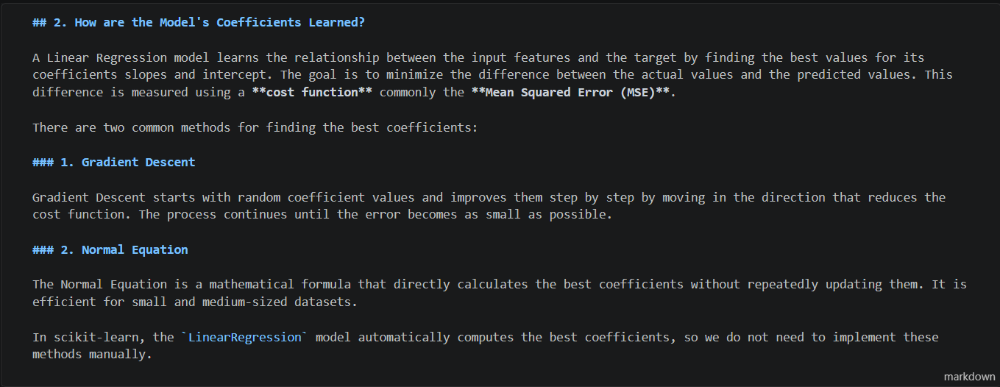 ## 2. How are the Model's Coefficients Learned?
A Linear Regression model learns the relationship between the input features and the target by finding the best values for its
coefficients slopes and intercept. The goal is to minimize the difference between the actual values and the predicted values. This
difference is measured using a **cost function** commonly the **Mean Squared Error (MSE)**.
There are two common methods for finding the best coefficients:
### 1. Gradient Descent
Gradient Descent starts with random coefficient values and improves them step by step by moving in the direction that reduces the
cost function. The process continues until the error becomes as small as possible.
### 2. Normal Equation
The Normal Equation is a mathematical formula that directly calculates the best coefficients without repeatedly updating them. It is
efficient for small and medium-sized datasets.
In scikit-learn, the `LinearRegression` model automatically computes the best coefficients, so we do not need to implement these
methods manually.
markdown